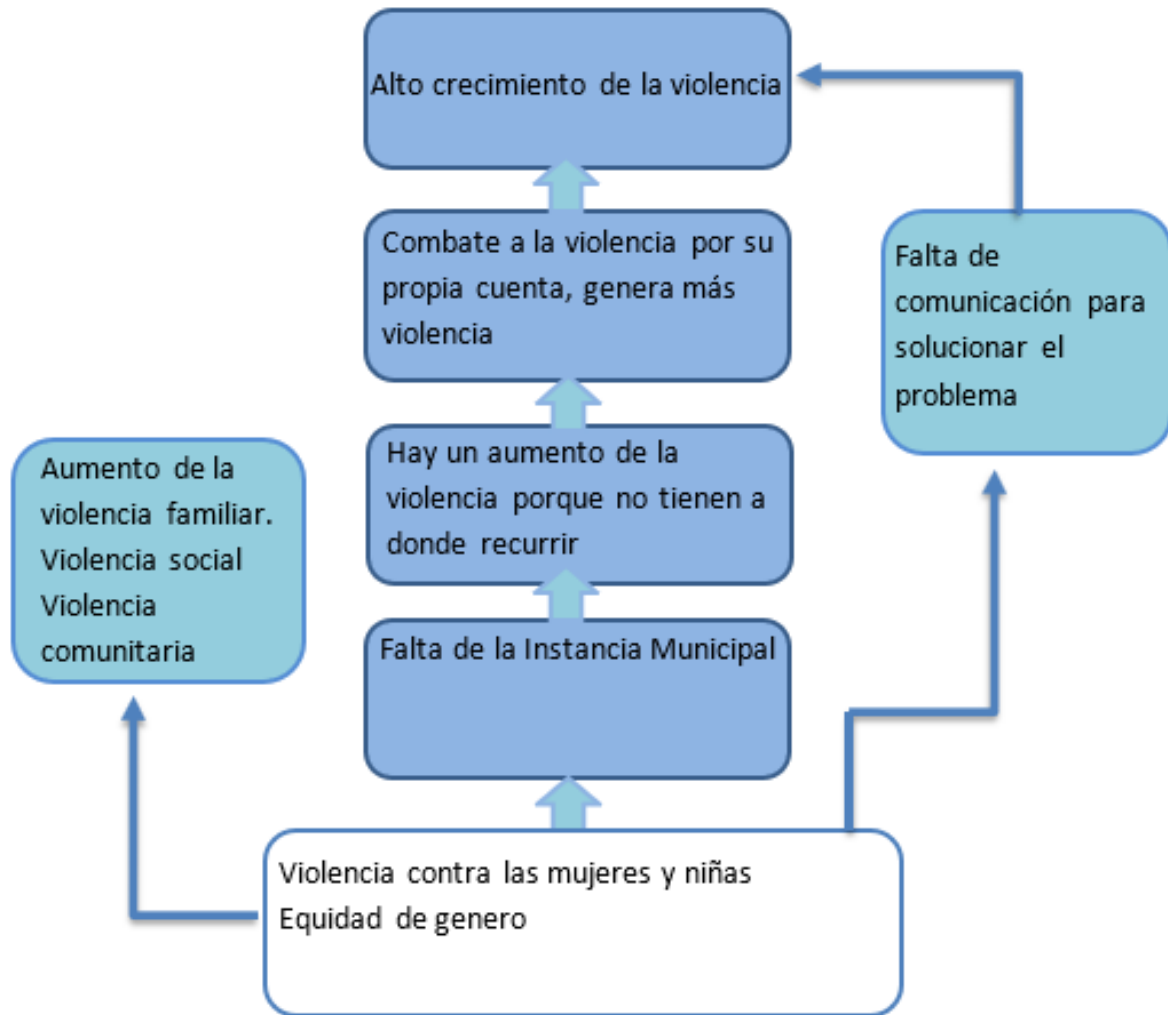 Alto crecimiento de la violencia
Combate a la violencia por su
propia cuenta, genera más
violencia
Falta de
comunicación para
solucionar el
problema
Hay un aumento de la
violencia porque no tienen a
donde recurrir
Aumento de la
violencia familiar.
Violencia social
Violencia
comunitaria
Falta de la Instancia Municipal
Violencia contra las mujeres y niñas
Equidad de genero